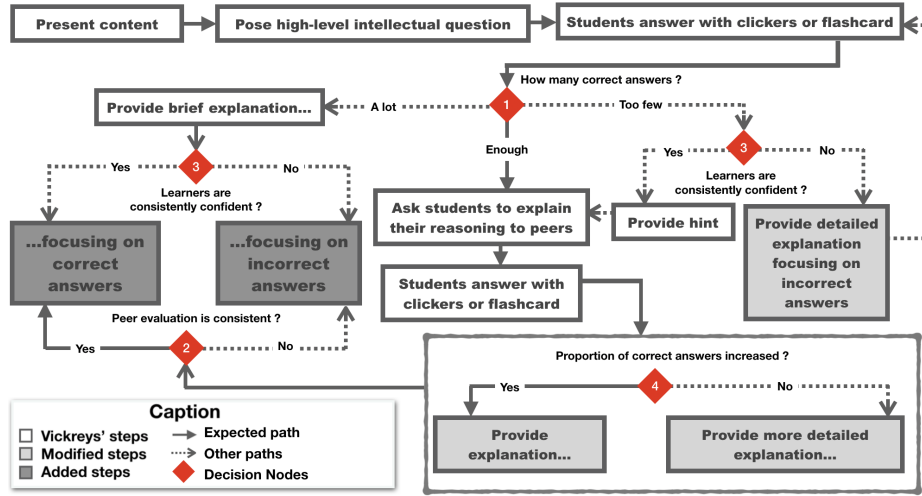 Present content
Pose high-level intellectual question
Students answer with clickers or flashcard
How many correct answers ?
Provide brief explanation...
A lot
1
Too few
Enough
3
Yes
No
Learners are
consistently confident ?
3
Yes
No
Learners are
consistently confident ?
...focusing on
correct
answers
...focusing on
incorrect
answers
Ask students to explain
their reasoning to peers
Provide hint
Provide detailed
explanation
focusing on
incorrect
answers
Students answer with
clickers or flashcard
Peer evaluation is consistent ?
Yes
2
No
Proportion of correct answers increased ?
Yes
4
No
Provide
explanation...
Provide more detailed
explanation...
Caption
Vickreys' steps
Expected path
Modified steps
Other paths
Added steps
Decision Nodes